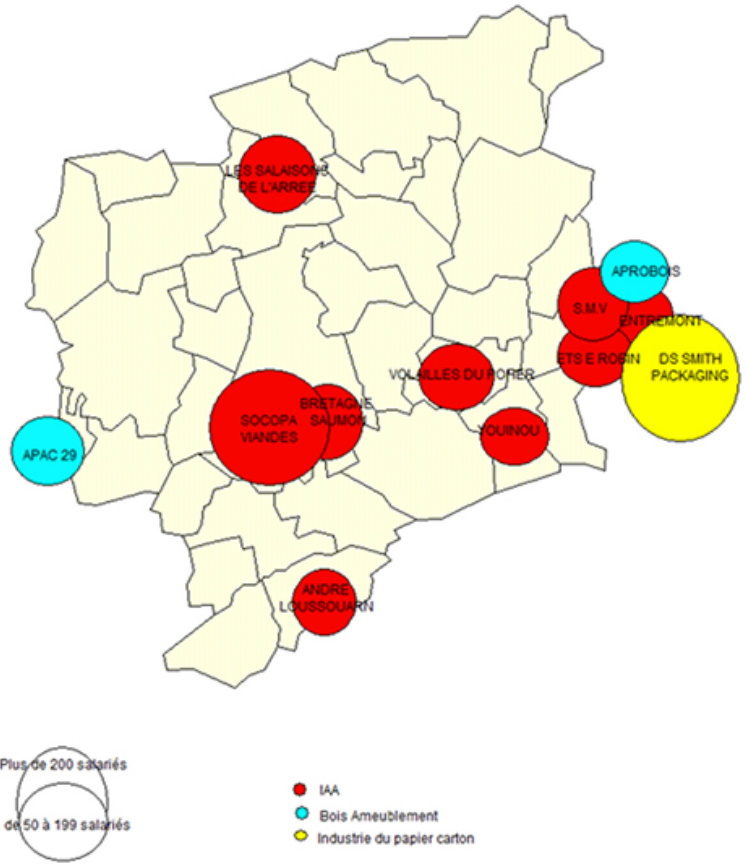 LES SALAISONS
DE L'ARREE
APROBOIS
S.M.V
ENTREMONT
ETS E ROBIN
DS SMITH
PACKAGING
VOLAILLES DU POHER
BRETAGNE
SAUMON
SOCOPA
VIANDES
YOUINOU
APAC 29
ANDRE
LOUSSOUARN
Plus de 200 salariés
de 50 à 199 salariés
IAA
Bois Ameublement
Industrie du papier carton